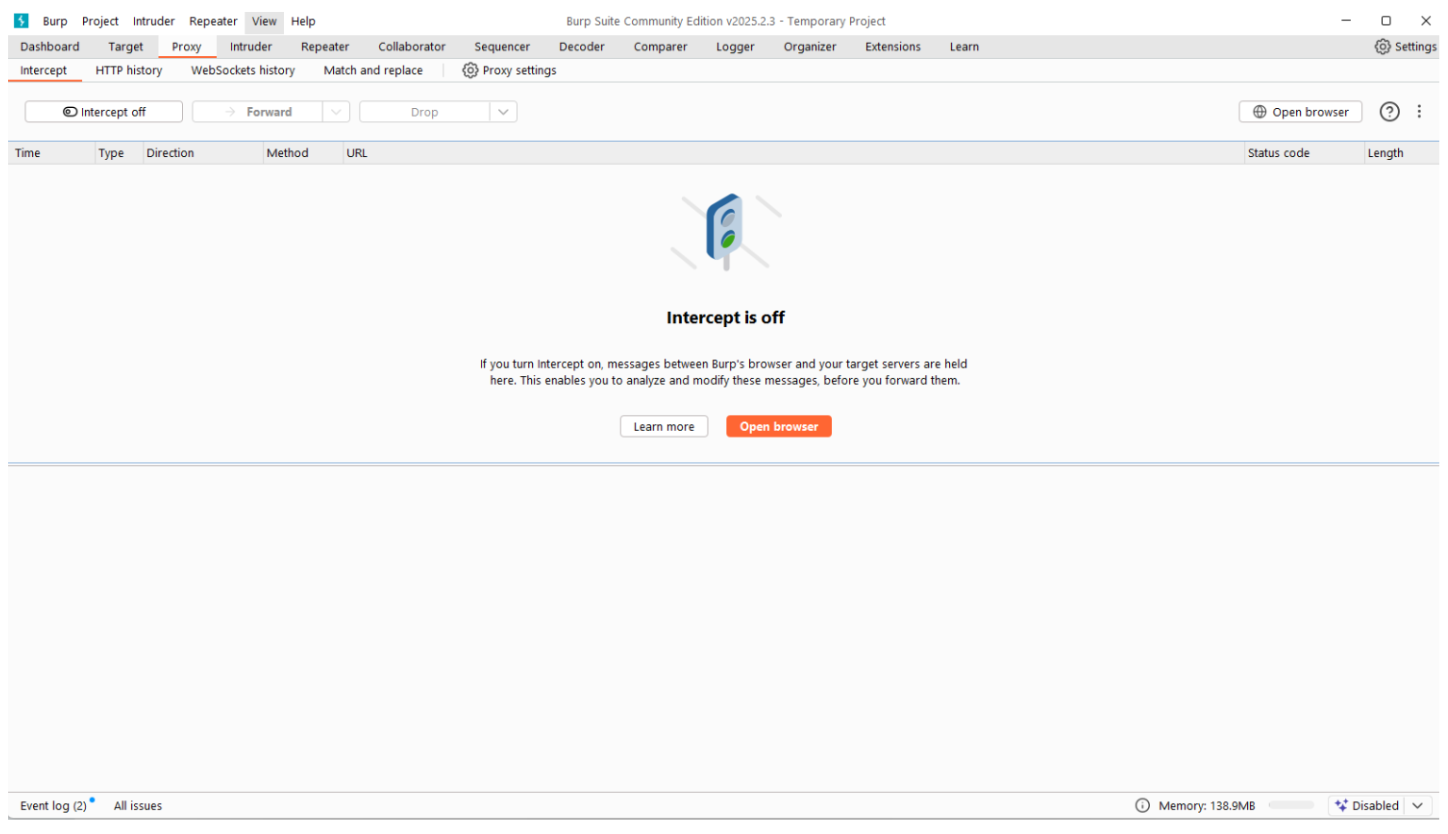 Burp Project Intruder Repeater View Help Burp Suite Community Edition v2025.2.3 - Temporary Project
Dashboard Target Proxy Intruder Repeater Collaborator Sequencer Decoder Comparer Logger Organizer Extensions Learn Settings
Intercept HTTP history WebSockets history Match and replace Proxy settings
Intercept off Forward Drop Open browser ?
Time Type Direction Method URL Status code Length
Intercept is off
If you turn Intercept on, messages between Burp's browser and your target servers are held
here. This enables you to analyze and modify these messages, before you forward them.
Learn more Open browser
Event log (2) All issues Memory: 138.9MB Disabled